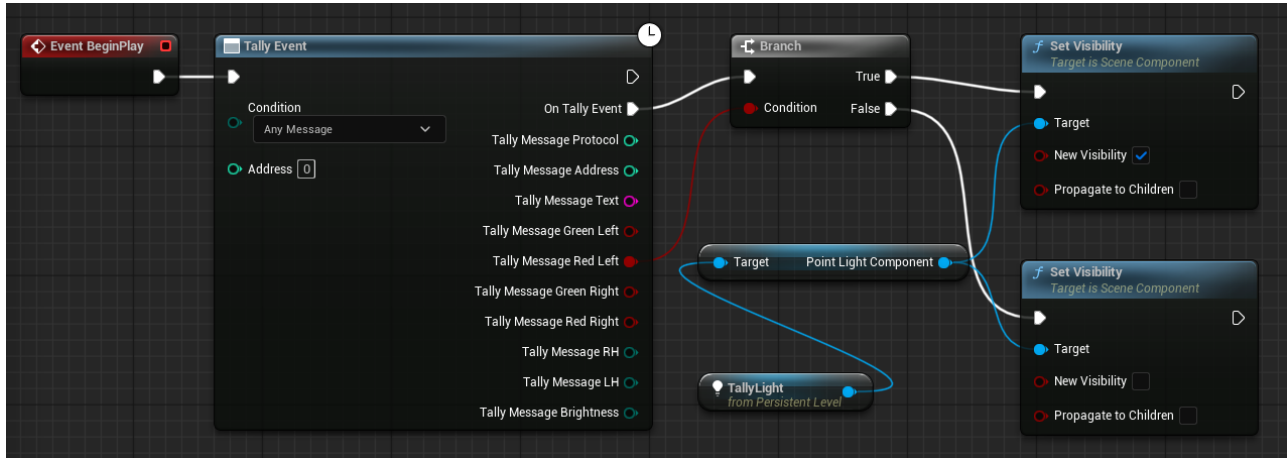 Event BeginPlay
Tally Event
Condition
Any Message
Address 0
On Tally Event
Tally Message Protocol
Tally Message Address
Tally Message Text
Tally Message Green Left
Tally Message Red Left
Tally Message Green Right
Tally Message Red Right
Tally Message RH
Tally Message LH
Tally Message Brightness
Branch
True
Condition
False
Target
Point Light Component
TallyLight
from Persistent Level
f Set Visibility
Target is Scene Component
Target
New Visibility
Propagate to Children
f Set Visibility
Target is Scene Component
Target
New Visibility
Propagate to Children